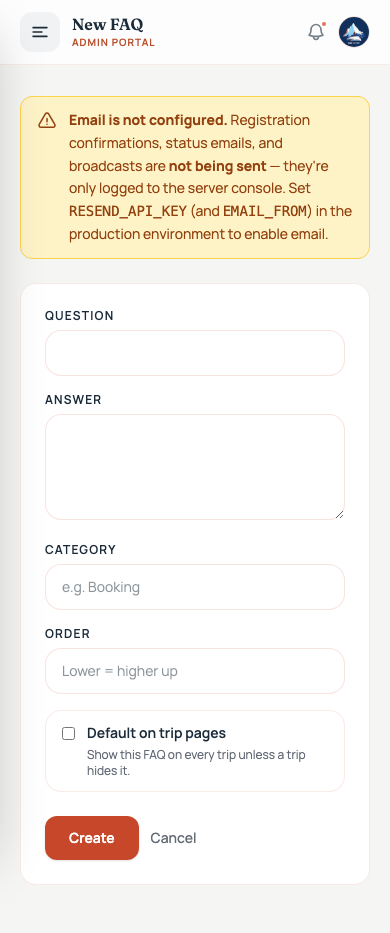 New FAQ
ADMIN PORTAL
Email is not configured. Registration
confirmations, status emails, and
broadcasts are not being sent — they're
only logged to the server console. Set
RESEND_API_KEY (and EMAIL_FROM) in the
production environment to enable email.
QUESTION
ANSWER
CATEGORY
e.g. Booking
ORDER
Lower = higher up
Default on trip pages
Show this FAQ on every trip unless a trip
hides it.
Create Cancel